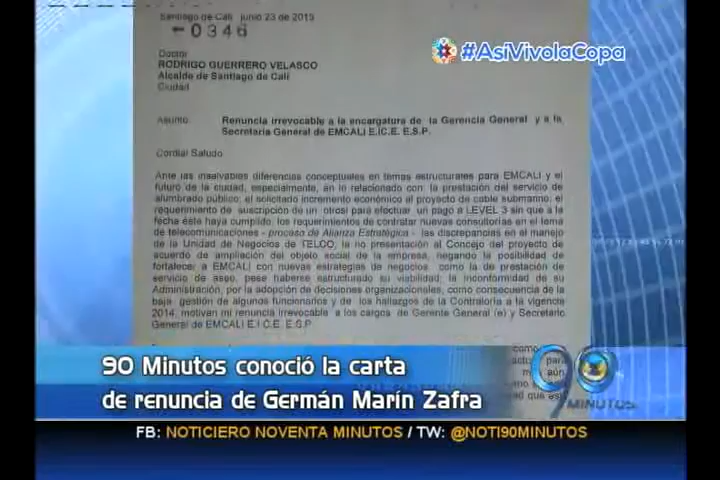 Santiago de Cali, junio 23 de 2015
0346
#AsiVivolaCopa
Doctor
RODRIGO GUERRERO VELASCO
Alcalde de Santiago de Cali
Ciudad
Asunto: Renuncia irrevocable a la encargatura de la Gerencia General y a la
Secretaria General de EMCALI E.I.C.E. E.S.P.
Cordial Saludo
Ante las insalvables diferencias conceptuales en temas estructurales para EMCALI y el
futuro de la ciudad, especialmente, en lo relacionado con la prestación del servicio de
alumbrado público; el solicitado incremento económico al proyecto de cable submarino; el
requerimiento de suscripción de un otrosí para efectuar un pago a LEVEL 3 sin que a la
fecha éste haya cumplido; los requerimientos de contratar nuevas consultorías en el tema
de telecomunicaciones - proceso de Alianza Estratégica - las discrepancias en el manejo
de la Unidad de Negocios de TELCO, la no presentación al Concejo del proyecto de
acuerdo de ampliación del objeto social de la empresa, negando la posibilidad de
fortalecer a EMCALI con nuevas estrategias de negocios como la de prestación de
servicio de aseo, pese haberse estructurado su viabilidad; la inconformidad de su
Administración, por la adopción de decisiones organizacionales, como consecuencia de la
baja gestión de algunos funcionarios y de los hallazgos de la Contraloría a la vigencia
2014, motivan mi renuncia irrevocable a los cargos de Gerente General (e) y Secretario
General de EMCALI E.I.C.E. E.S.P.
como
para
aún
90 Minutos conoció la carta
de renuncia de Germán Marín Zafra
9 MINUTOS
FB: NOTICIERO NOVENTA MINUTOS / TW: @NOTI90MINUTOS